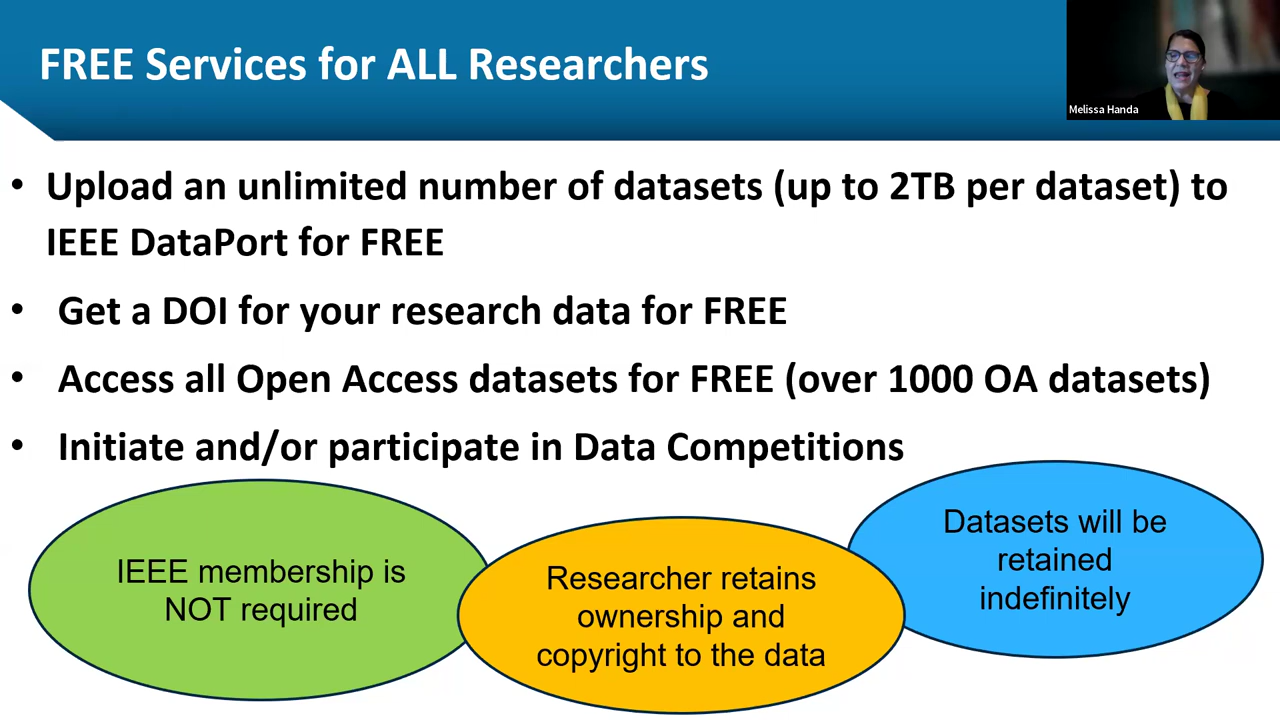 FREE Services for ALL Researchers
Melissa Handa
• Upload an unlimited number of datasets (up to 2TB per dataset) to
IEEE DataPort for FREE
• Get a DOI for your research data for FREE
• Access all Open Access datasets for FREE (over 1000 OA datasets)
• Initiate and/or participate in Data Competitions
IEEE membership is
NOT required
Researcher retains
ownership and
copyright to the data
Datasets will be
retained
indefinitely